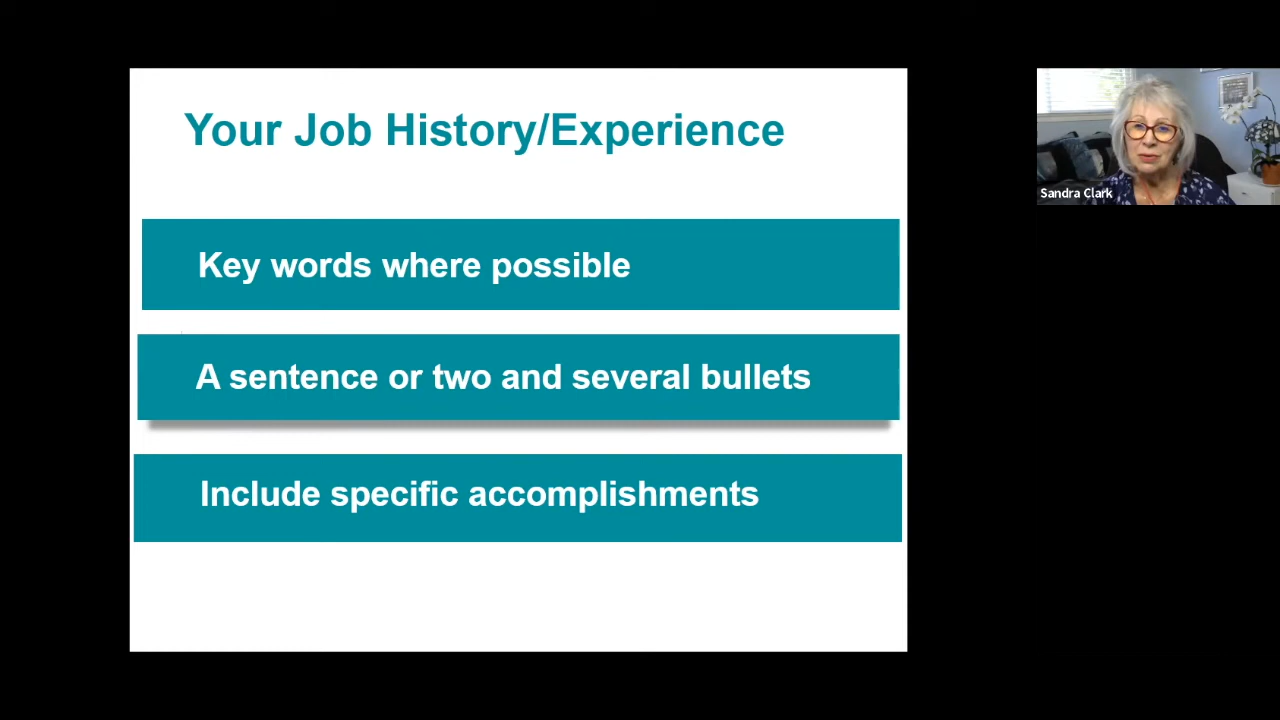 Your Job History/Experience
Key words where possible
A sentence or two and several bullets
Include specific accomplishments
Sandra Clark